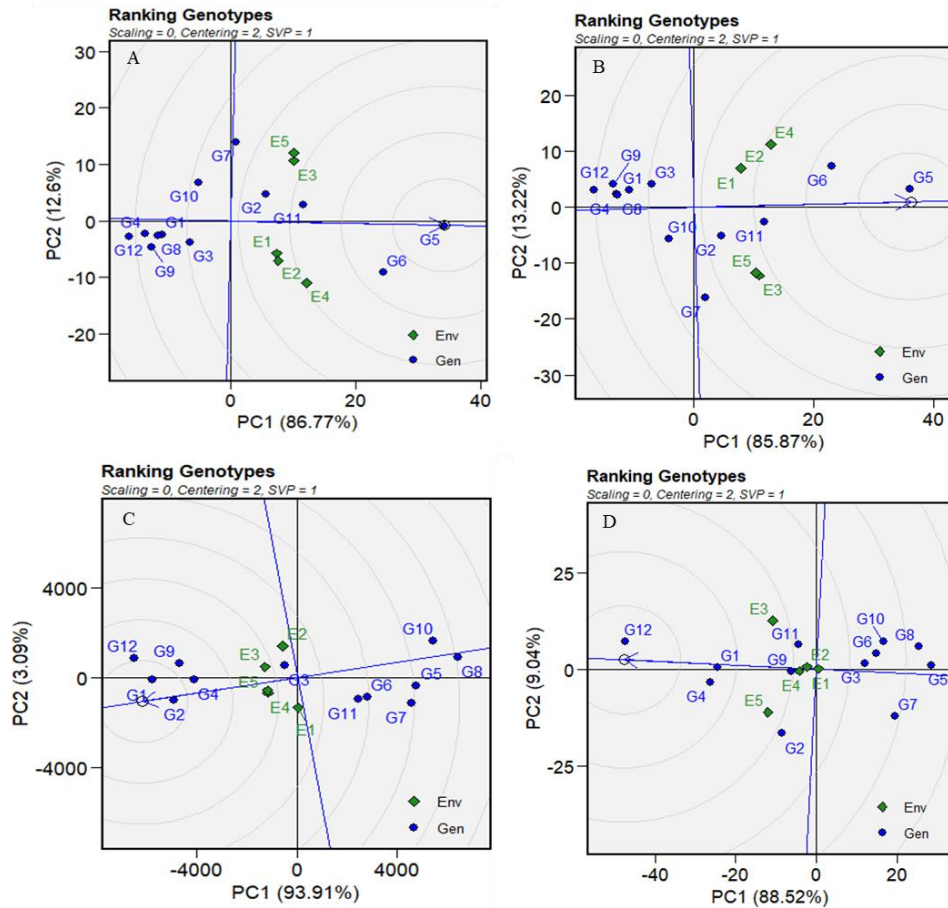 Ranking Genotypes
Scaling = 0, Centering = 2, SVP = 1
A
PC2 (12.6%)
30
20
10
0
-10
-20
G7
E5
E3
G10
G2
G11
G4
G1
G12
G8
G3
G9
E1
E2
E4
G5
G6
Env
Gen
0
20
40
PC1 (86.77%)
Ranking Genotypes
Scaling = 0, Centering = 2, SVP = 1
B
PC2 (13.22%)
20
10
0
-10
-20
-30
E4
E2
E1
G9
G12
G1
G3
G6
G5
G4
G8
G10
G2
G11
E5
E3
G7
Env
Gen
0
20
40
PC1 (85.87%)
Ranking Genotypes
Scaling = 0, Centering = 2, SVP = 1
C
PC2 (3.09%)
4000
0
-4000
G12
G9
E2
E3
G10
G1
G2
G4
E5
G3
E4
E1
G6
G5
G8
G11
G7
Env
Gen
-4000
0
4000
PC1 (93.91%)
Ranking Genotypes
Scaling = 0, Centering = 2, SVP = 1
D
PC2 (9.04%)
25
0
-25
G12
E3
G11
G10
G6
G8
G1
G9
E2
G4
E4
E1
G3
G5
E5
G2
G7
Env
Gen
-40
-20
0
20
PC1 (88.52%)